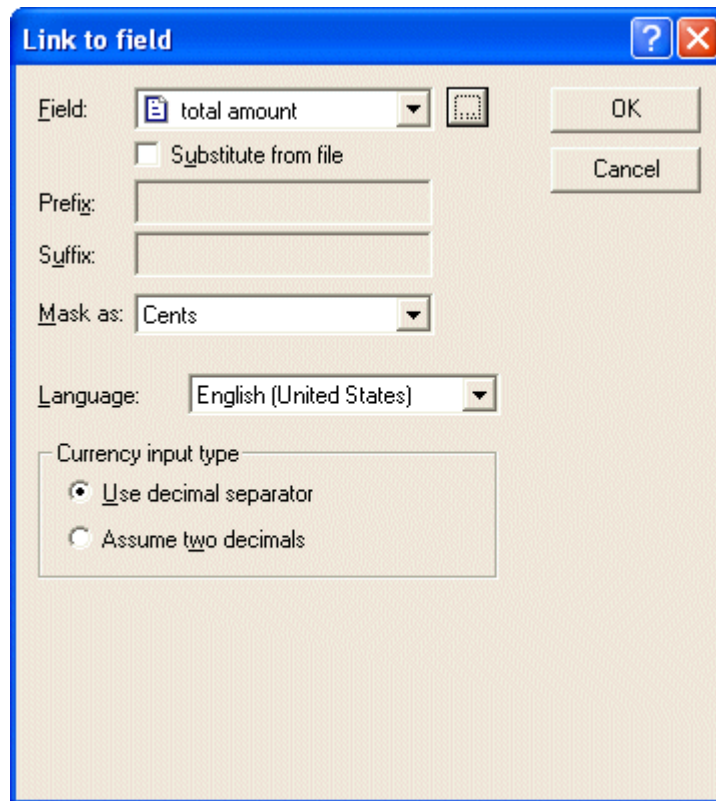 Link to field
Field: total amount
OK
Substitute from file
Cancel
Prefix:
Suffix:
Mask as: Cents
Language: English (United States)
Currency input type
Use decimal separator
Assume two decimals